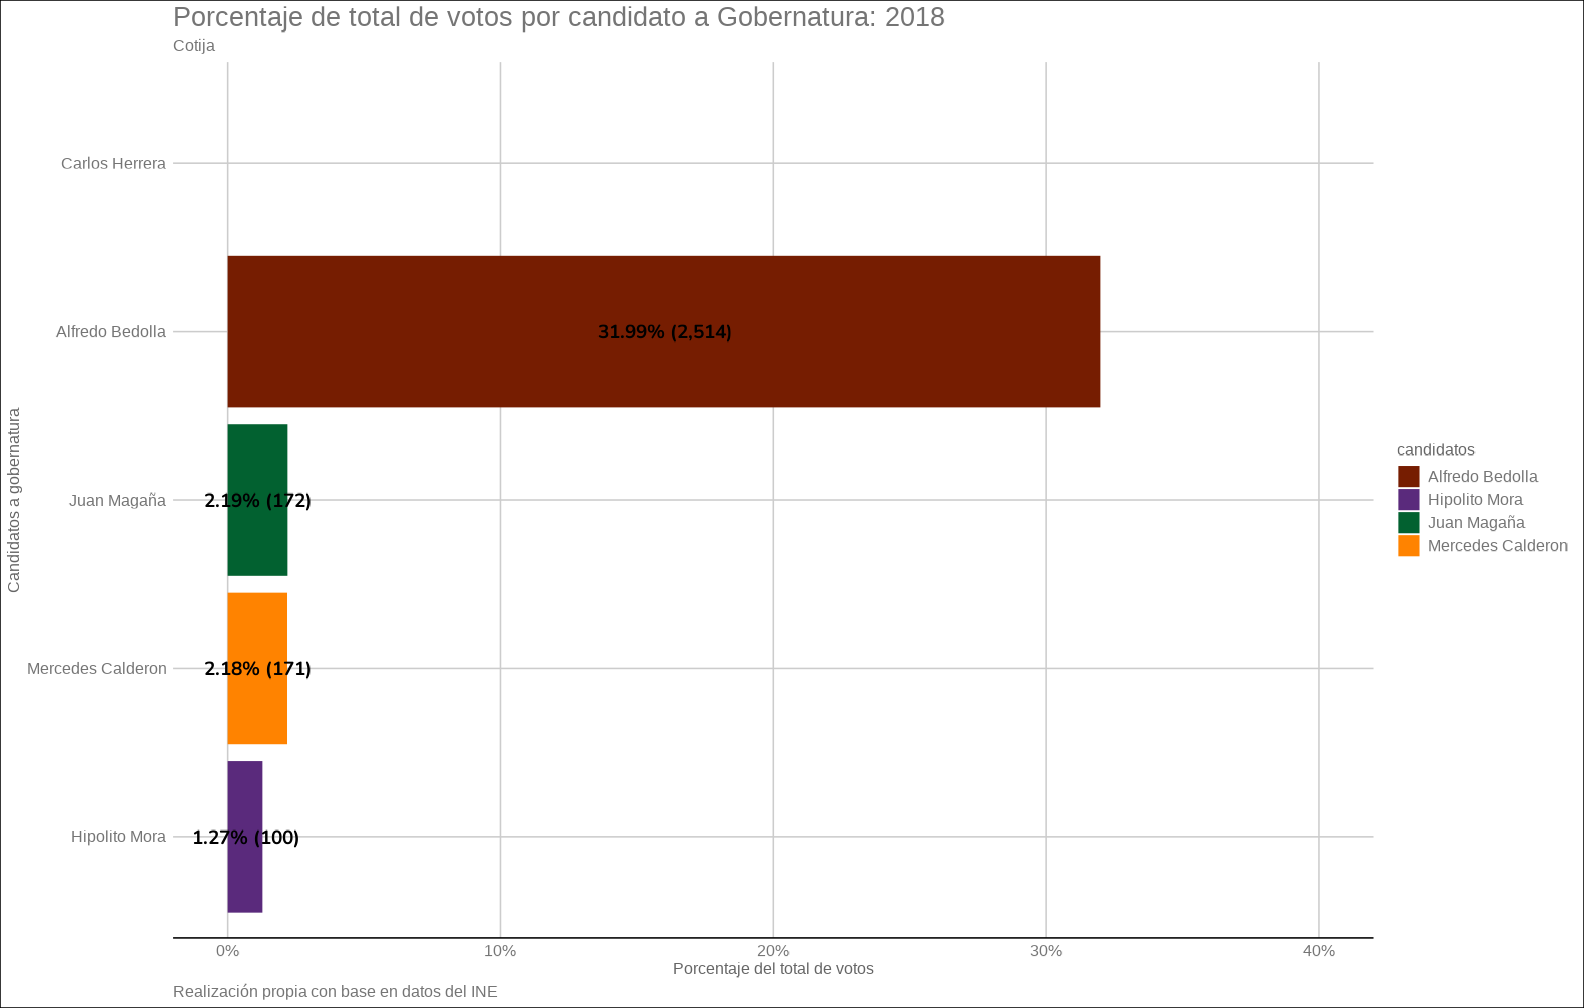 Porcentaje de total de votos por candidato a Gobernatura: 2018
Cotija
Candidatos a gobernatura
Carlos Herrera
Alfredo Bedolla
31.99% (2,514)
Juan Magaña
2.19% (172)
Mercedes Calderon
2.18% (171)
Hipolito Mora
1.27% (100)
0% 10% 20% 30% 40%
Porcentaje del total de votos
candidatos
Alfredo Bedolla
Hipolito Mora
Juan Magaña
Mercedes Calderon
Realización propia con base en datos del INE